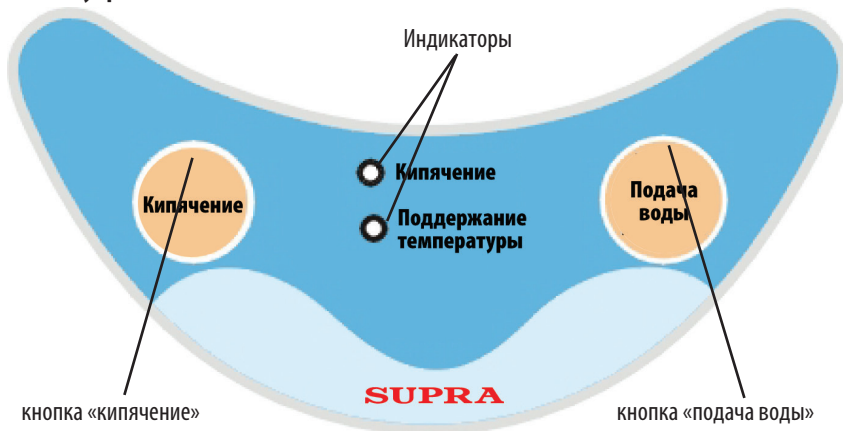 Индикаторы
Кипячение
Кипячение
Поддержание
температуры
Подача
воды
SUPRA
кнопка «кипячение»
кнопка «подача воды»